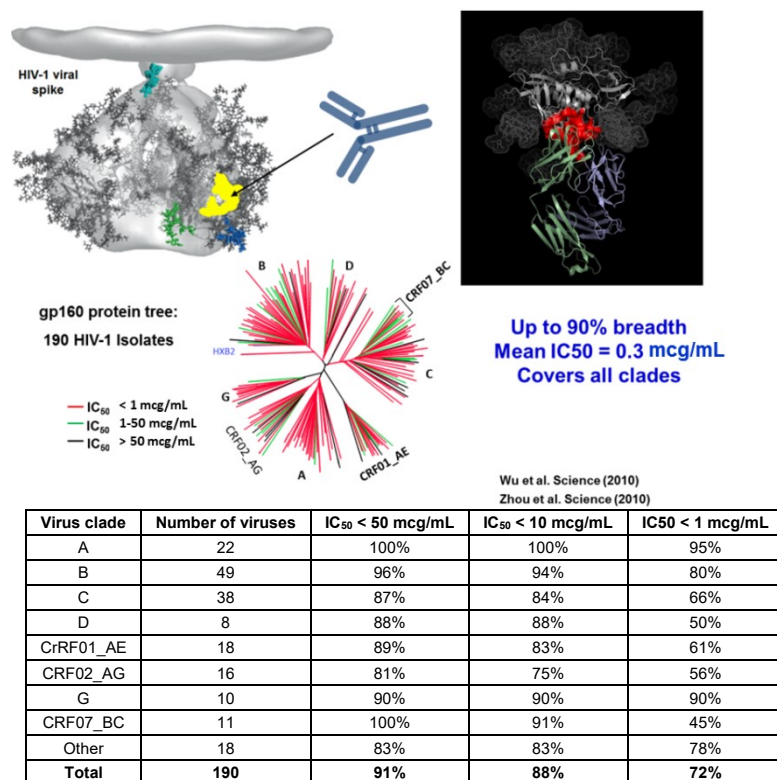 HIV-1 viral
spike
gp160 protein tree:
190 HIV-1 Isolates
B
D
CRF07_BC
HXB2
C
G
CRF02_AG
A
CRF01_AE
IC50 < 1 mcg/mL
IC50 1-50 mcg/mL
IC50 > 50 mcg/mL
Up to 90% breadth
Mean IC50 = 0.3 mcg/mL
Covers all clades
Wu et al. Science (2010)
Zhou et al. Science (2010)
Virus clade Number of viruses IC50 < 50 mcg/mL IC50 < 10 mcg/mL IC50 < 1 mcg/mL
A 22 100% 100% 95%
B 49 96% 94% 80%
C 38 87% 84% 66%
D 8 88% 88% 50%
CrRF01_AE 18 89% 83% 61%
CRF02_AG 16 81% 75% 56%
G 10 90% 90% 90%
CRF07_BC 11 100% 91% 45%
Other 18 83% 83% 78%
Total 190 91% 88% 72%